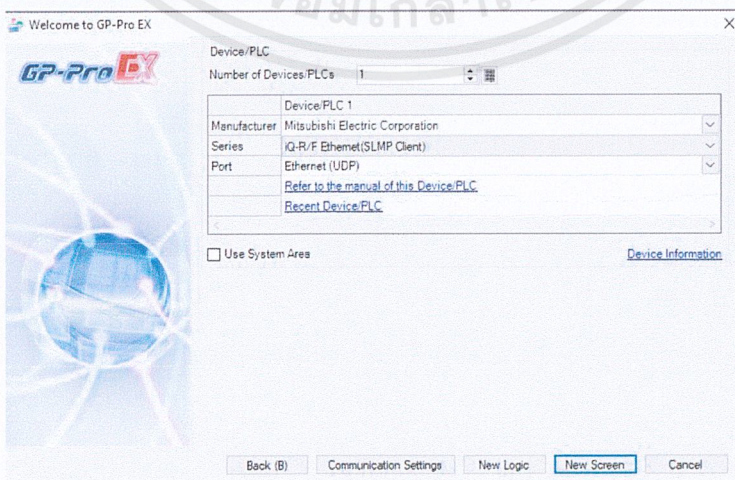 Welcome to GP-Pro EX
GP-Pro EX
Device/PLC
Number of Devices/PLCs 1
Device/PLC 1
Manufacturer Mitsubishi Electric Corporation
Series iQ-R/F Ethernet(SLMP Client)
Port Ethernet (UDP)
Refer to the manual of this Device/PLC
Recent Device/PLC
Use System Area Device Information
Back (B) Communication Settings New Logic New Screen Cancel